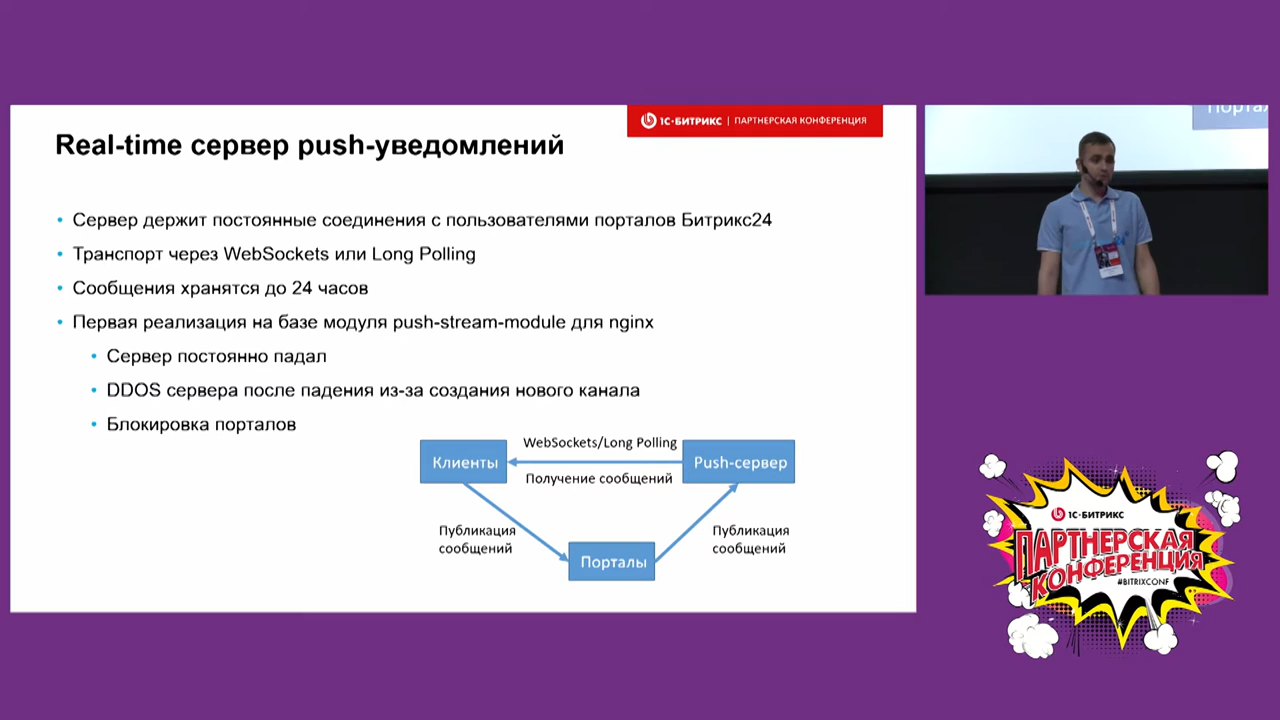 1С-БИТРИКС | ПАРТНЕРСКАЯ КОНФЕРЕНЦИЯ
Real-time сервер push-уведомлений
Сервер держит постоянные соединения с пользователями порталов Битрикс24
Транспорт через WebSockets или Long Polling
Сообщения хранятся до 24 часов
Первая реализация на базе модуля push-stream-module для nginx
Сервер постоянно падал
DDOS сервера после падения из-за создания нового канала
Блокировка порталов
WebSockets/Long Polling
Клиенты
Push-сервер
Получение сообщений
Публикация
сообщений
Публикация
сообщений
Порталы
1С-БИТРИКС
ПАРТНЕРСКАЯ
КОНФЕРЕНЦИЯ
#BITRIXCONF